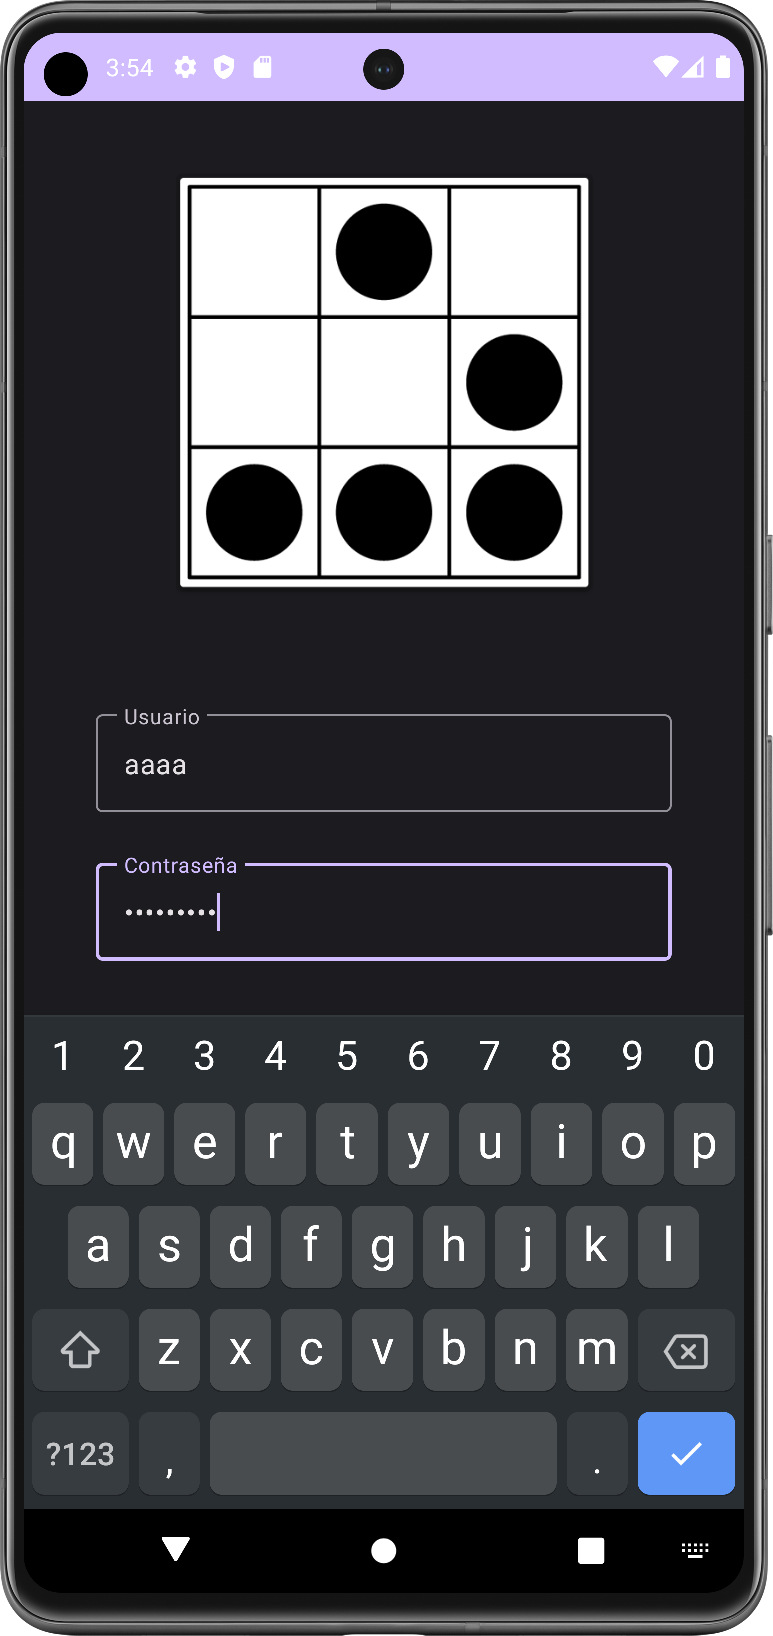 3:54
Usuario
aaaa
Contraseña
•••••••••
1 2 3 4 5 6 7 8 9 0
q w e r t y u i o p
a s d f g h j k l
z x c v b n m
?123 , .